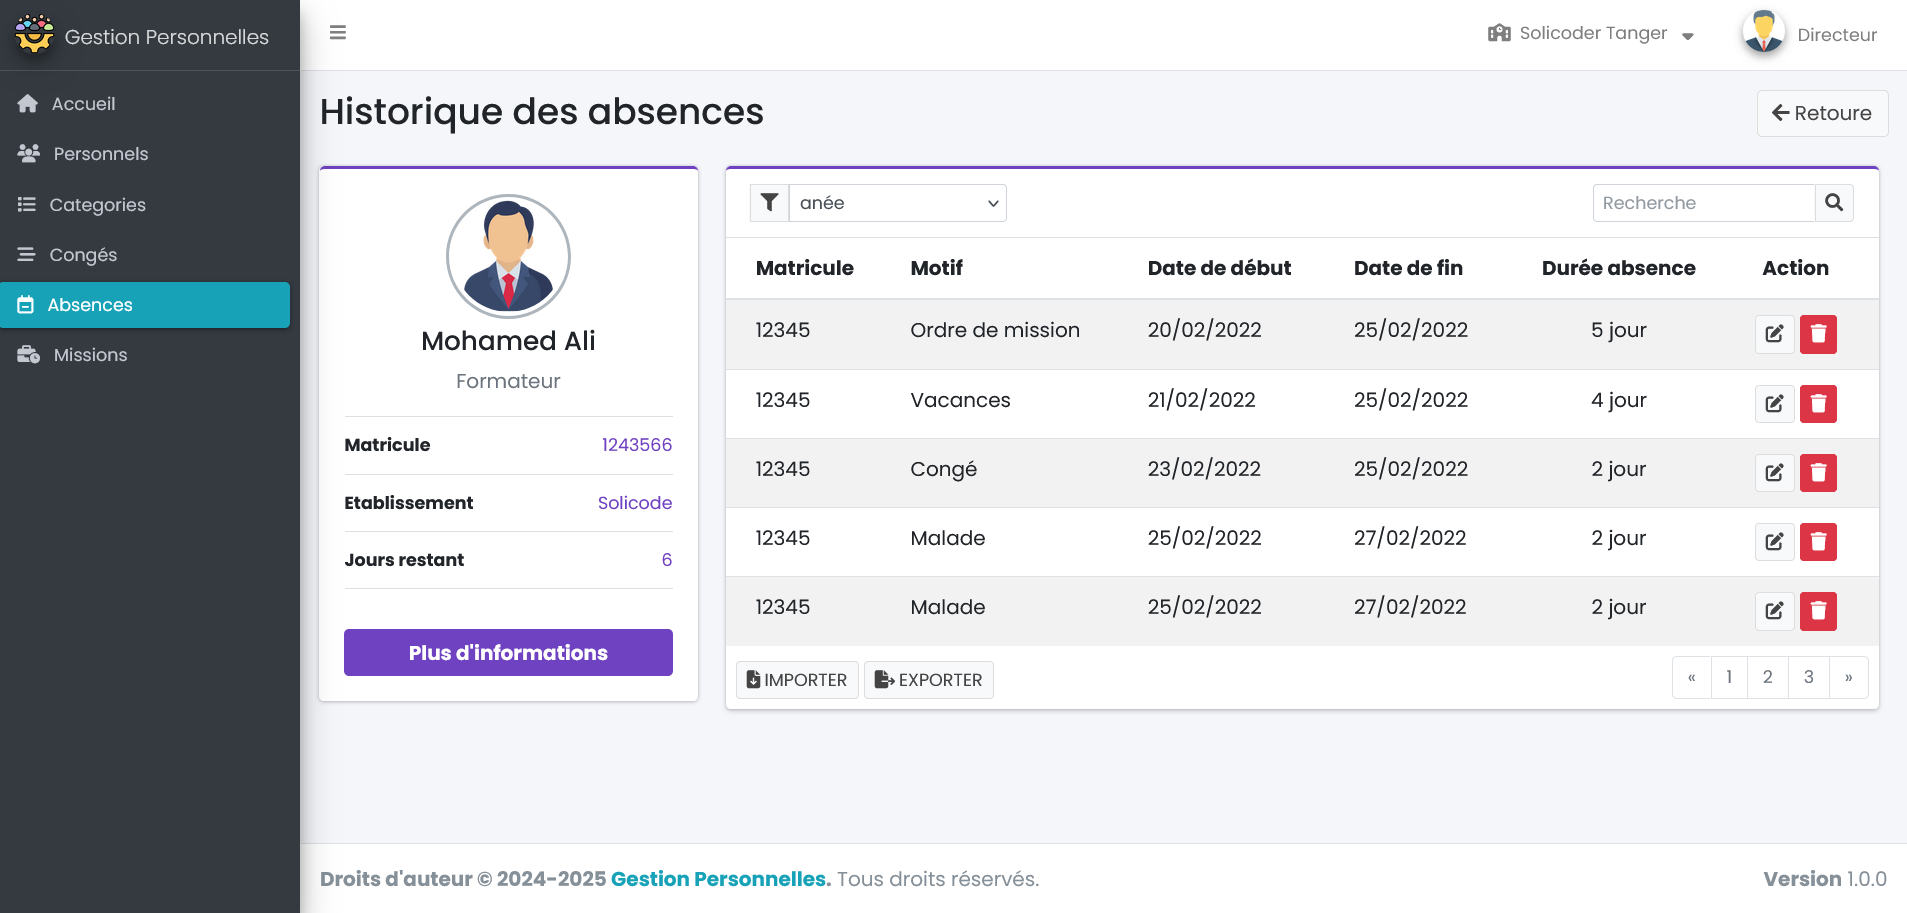 Gestion Personnelles
Solicoder Tanger
Directeur
Accueil
Personnels
Categories
Congés
Absences
Missions
Historique des absences
Retoure
Mohamed Ali
Formateur
Matricule 1243566
Etablissement Solicode
Jours restant 6
Plus d'informations
anée
Recherche
Matricule Motif Date de début Date de fin Durée absence Action
12345 Ordre de mission 20/02/2022 25/02/2022 5 jour
12345 Vacances 21/02/2022 25/02/2022 4 jour
12345 Congé 23/02/2022 25/02/2022 2 jour
12345 Malade 25/02/2022 27/02/2022 2 jour
12345 Malade 25/02/2022 27/02/2022 2 jour
IMPORTER EXPORTER
« 1 2 3 »
Droits d'auteur © 2024-2025 Gestion Personnelles. Tous droits réservés.
Version 1.0.0